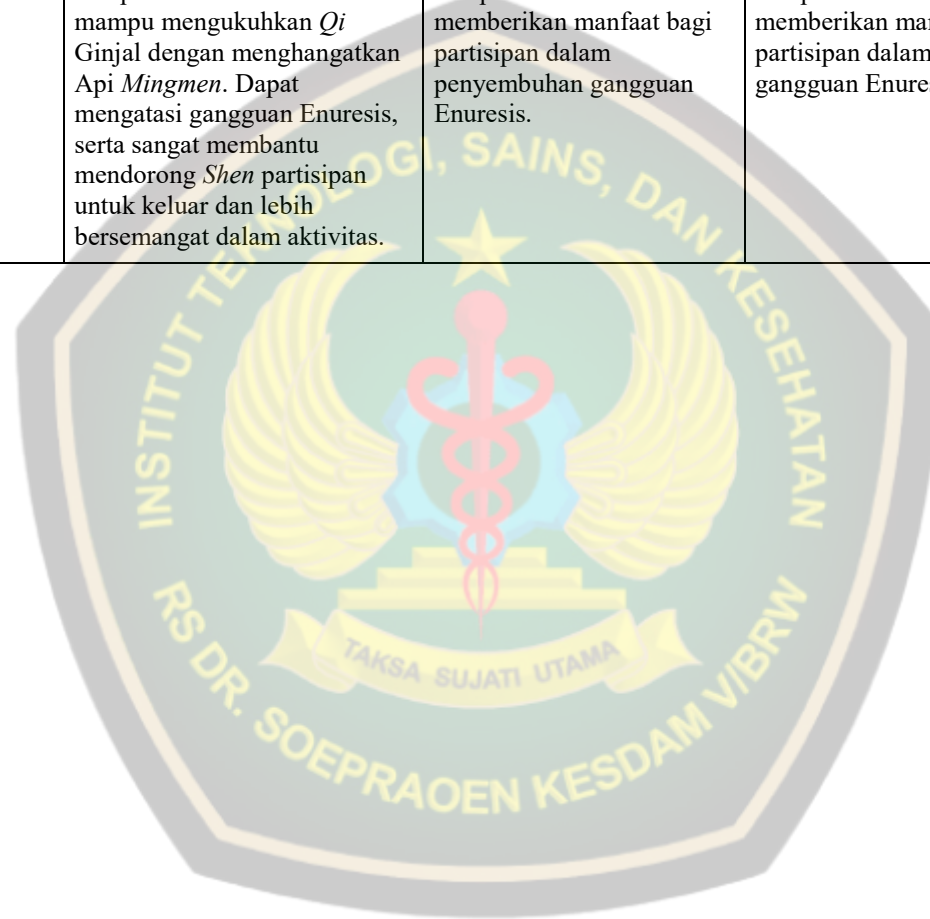 mampu mengukuhkan Qi
Ginjal dengan menghangatkan
Api Mingmen. Dapat
mengatasi gangguan Enuresis,
serta sangat membantu
mendorong Shen partisipan
untuk keluar dan lebih
bersemangat dalam aktivitas.
memberikan manfaat bagi
partisipan dalam
penyembuhan gangguan
Enuresis.
memberikan
partisipan dalam
gangguan
INSTITUT TEKNOLOGI, SAINS, DAN KESEHATAN
TAKSA SUJATI UTAMA
RS DR. SOEPRAOEN KESDAM V/BRW